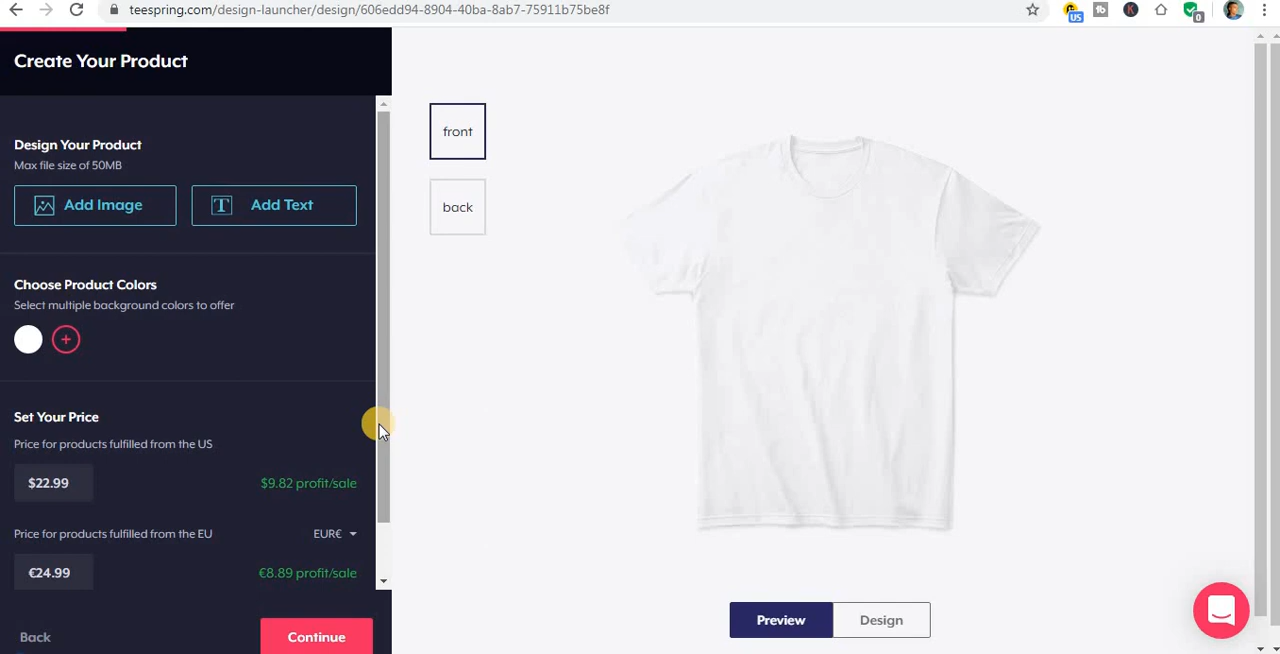 teespring.com/design-launcher/design/606edd94-8904-40ba-8ab7-75911b75be8f
US
tb
K
0
Create Your Product
Design Your Product
Max file size of 50MB
Add Image
T Add Text
Choose Product Colors
Select multiple background colors to offer
+
Set Your Price
Price for products fulfilled from the US
$22.99 $9.82 profit/sale
Price for products fulfilled from the EU EUR€
€24.99 €8.89 profit/sale
Back Continue
front
back
Preview Design